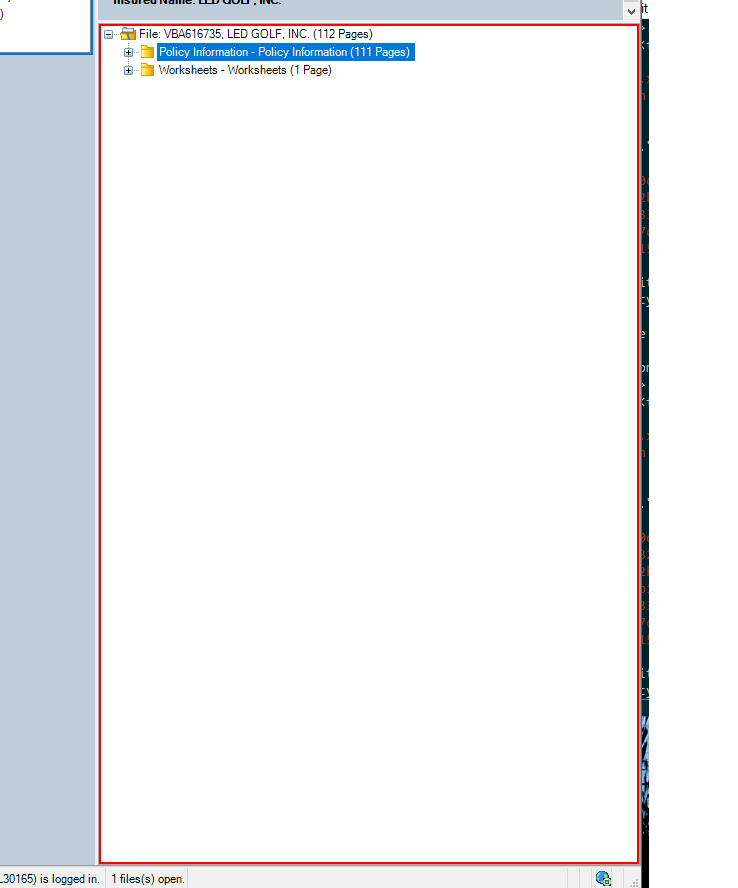 Insured Name: LED GOLF, INC.
File: VBA616735, LED GOLF, INC. (112 Pages)
Policy Information - Policy Information (111 Pages)
Worksheets - Worksheets (1 Page)
L30165) is logged in.
1 files(s) open.